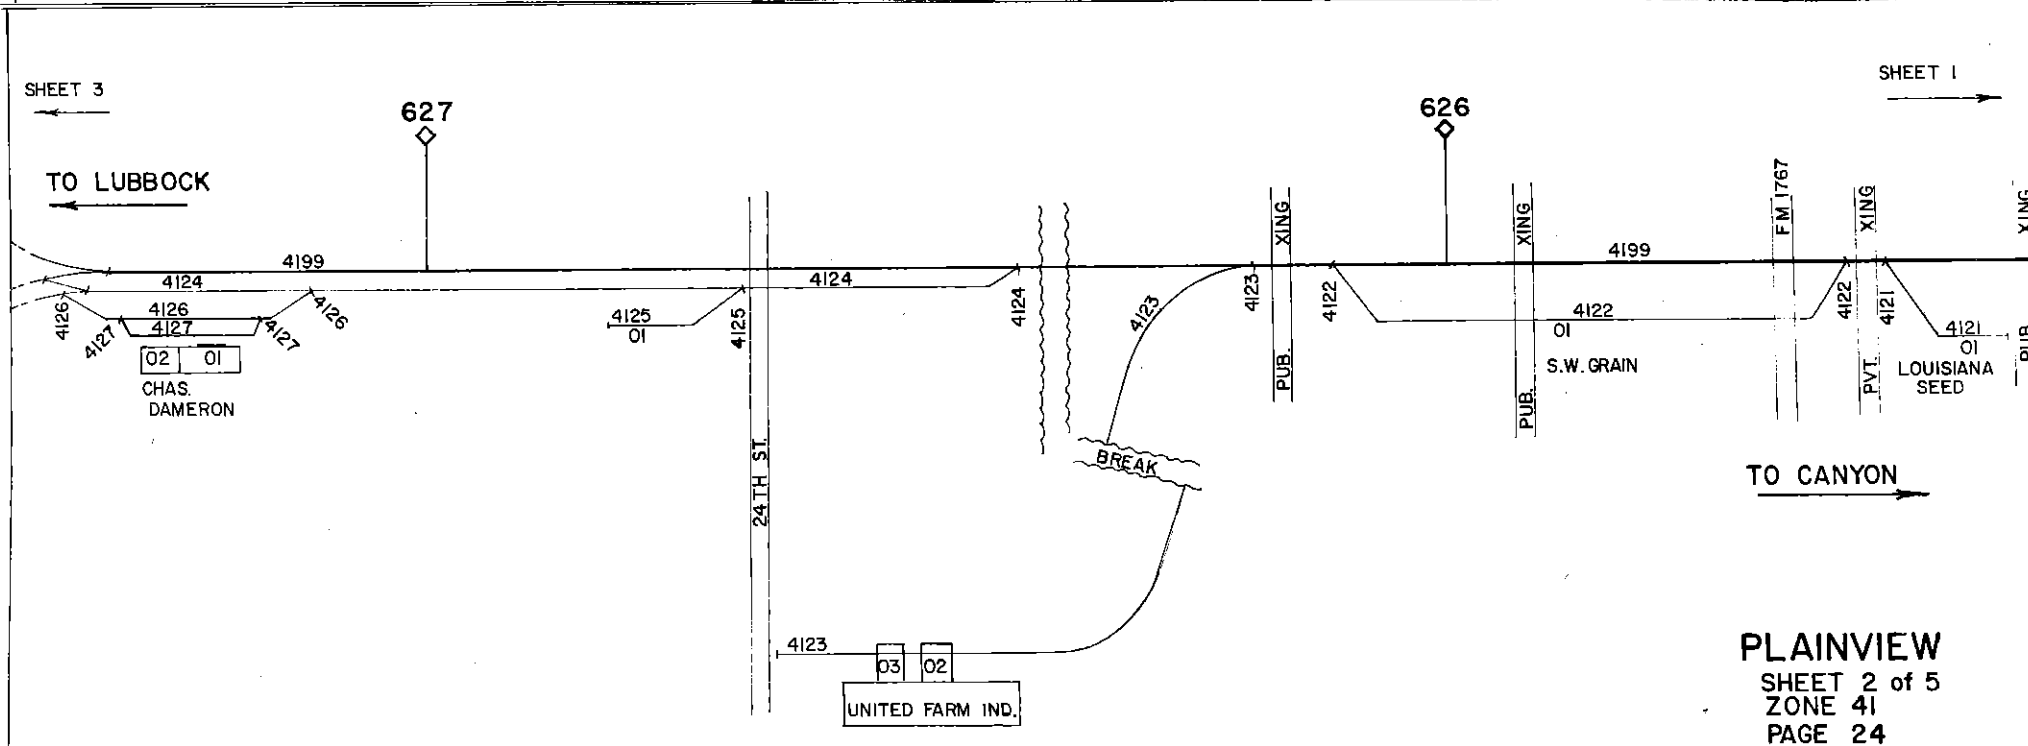 SHEET 3
SHEET 1
627
626
TO LUBBOCK
4199
4124
4124
4126
4126
4126
4127
4127
4127
02
01
CHAS.
DAMERON
4125
01
4125
24TH ST.
4124
4123
4123
BREAK
4123
03
02
UNITED FARM IND.
XING
PUB.
4122
XING
PUB.
4199
4122
01
S.W. GRAIN
FM 1767
4122
XING
PVT.
4121
4121
01
LOUISIANA
SEED
XING
PUB.
TO CANYON
PLAINVIEW
SHEET 2 of 5
ZONE 41
PAGE 24